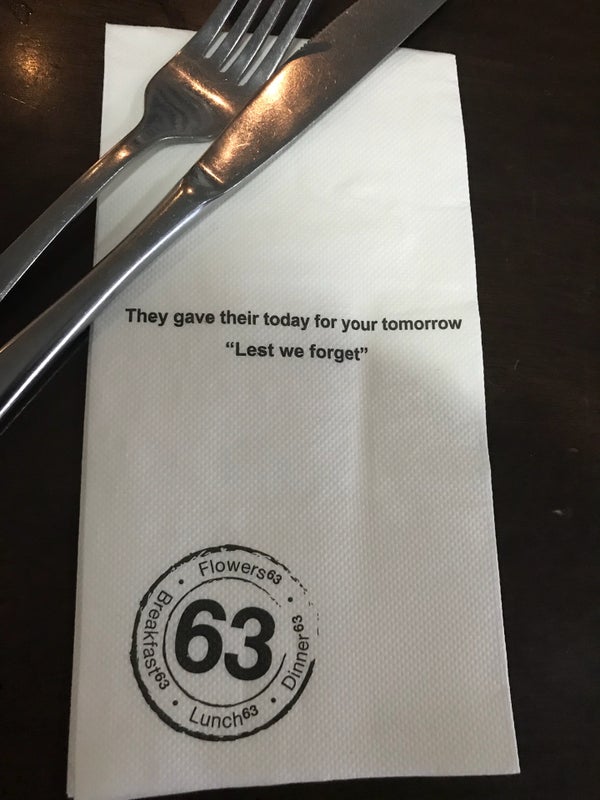 They gave their today for your tomorrow
“Lest we forget”
Flowers63
Breakfast63
63
Dinner63
Lunch63